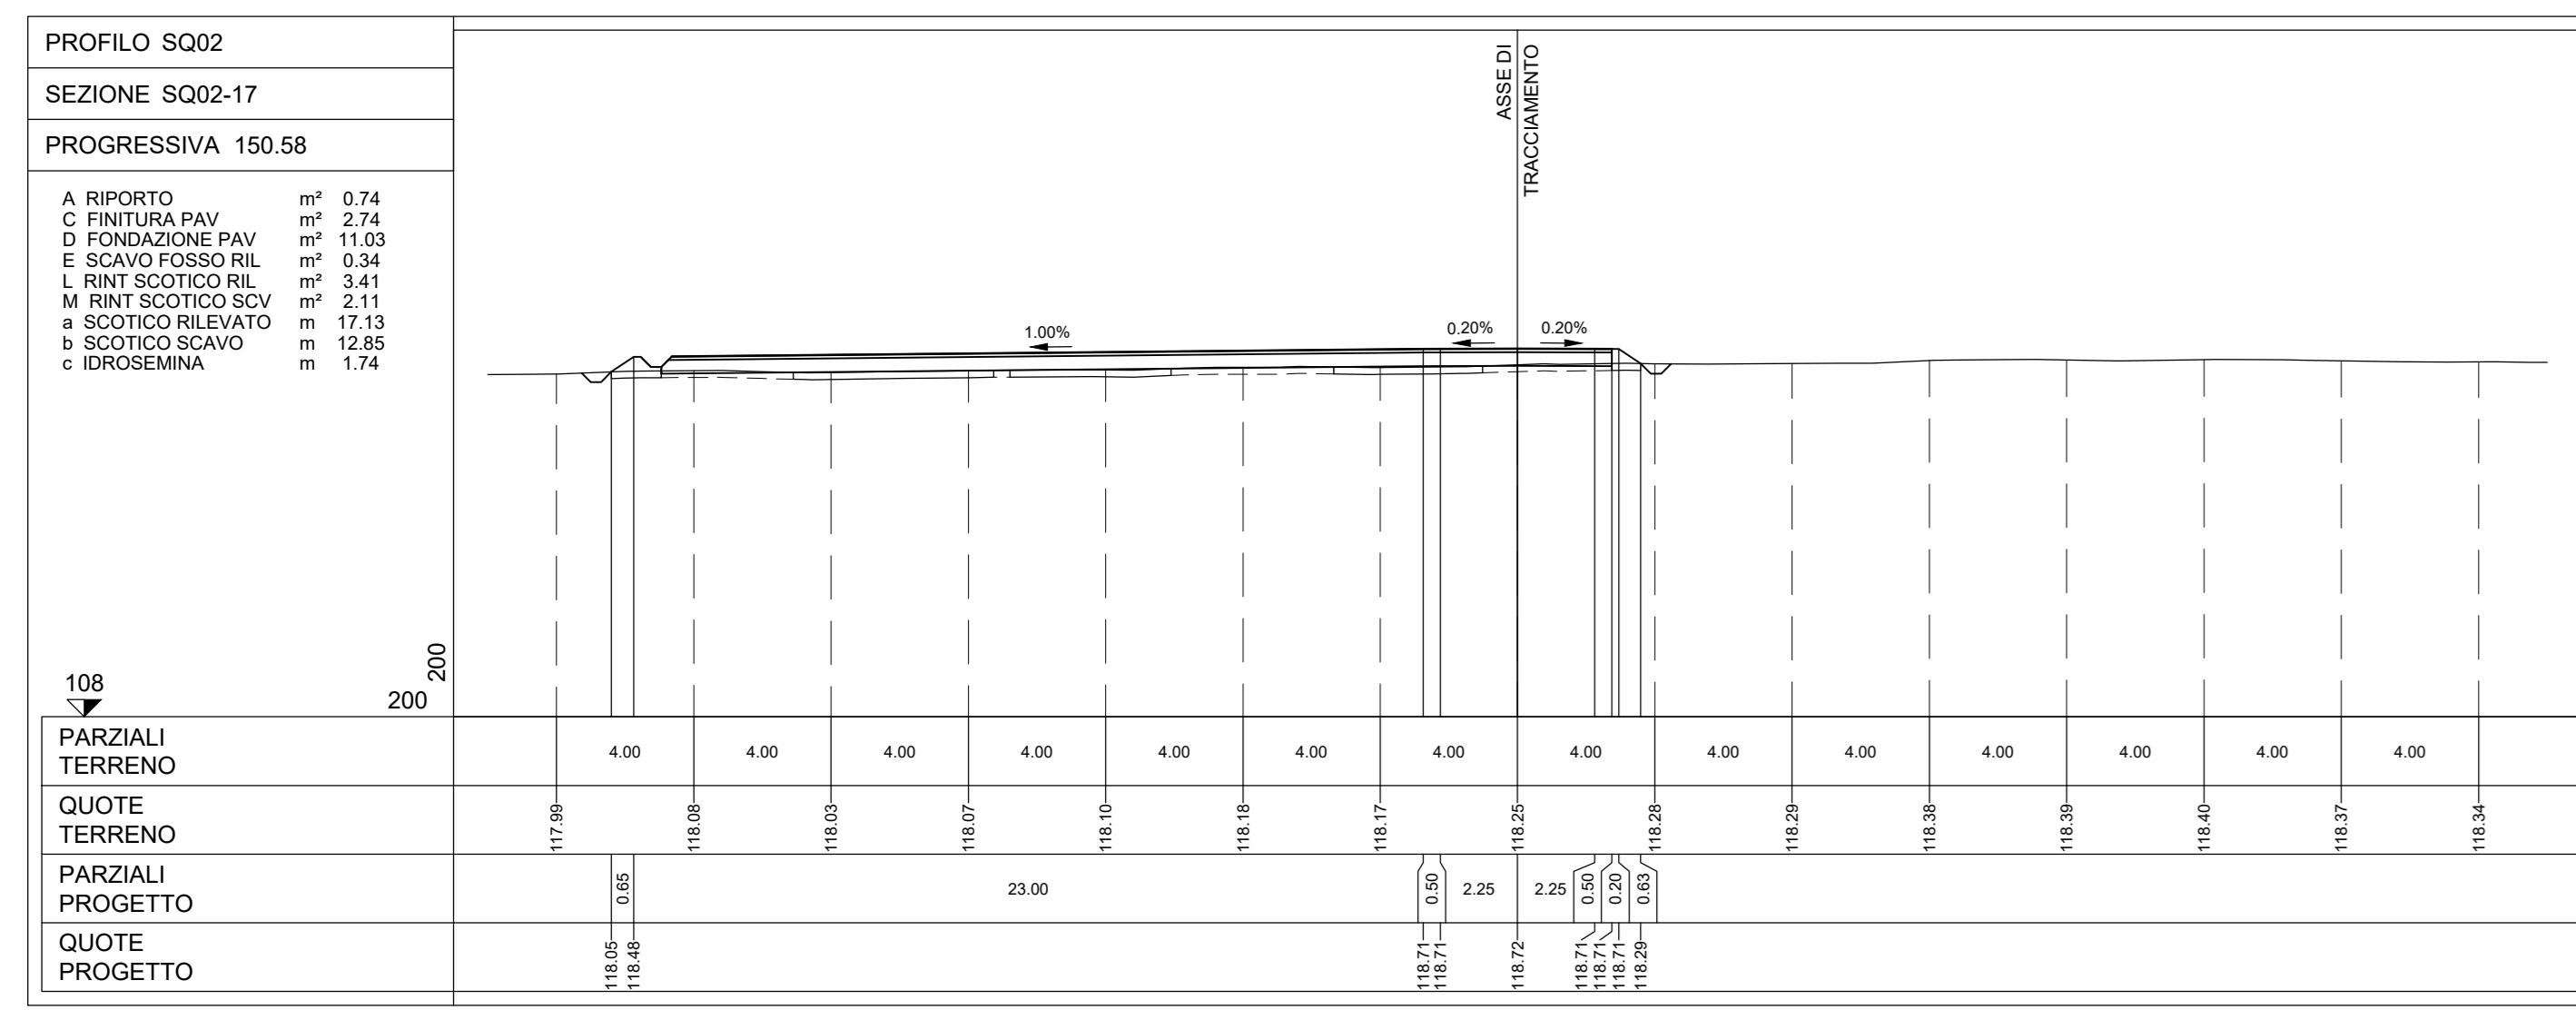 PROFILO SQ02
SEZIONE SQ02-17
PROGRESSIVA 150.58
A RIPORTO m² 0.74
C FINITURA PAV m² 2.74
D FONDAZIONE PAV m² 11.03
E SCAVO FOSSO RIL m² 0.34
L RINT SCOTICO RIL m² 3.41
M RINT SCOTICO SCV m² 2.11
a SCOTICO RILEVATO m 17.13
b SCOTICO SCAVO m 12.85
c IDROSEMINA m 1.74
ASSE DI
TRACCIAMENTO
1.00% 0.20% 0.20%
200
108
200
PARZIALI
TERRENO
4.00 4.00 4.00 4.00 4.00 4.00 4.00 4.00 4.00 4.00 4.00 4.00 4.00 4.00
QUOTE
TERRENO
117.99 118.08 118.03 118.07 118.10 118.18 118.17 118.25 118.28 118.29 118.38 118.39 118.40 118.37 118.34
PARZIALI
PROGETTO
0.65 23.00 0.50 2.25 2.25 0.50 0.20 0.63
QUOTE
PROGETTO
118.05 118.48 118.71 118.71 118.72 118.71 118.71 118.71 118.29